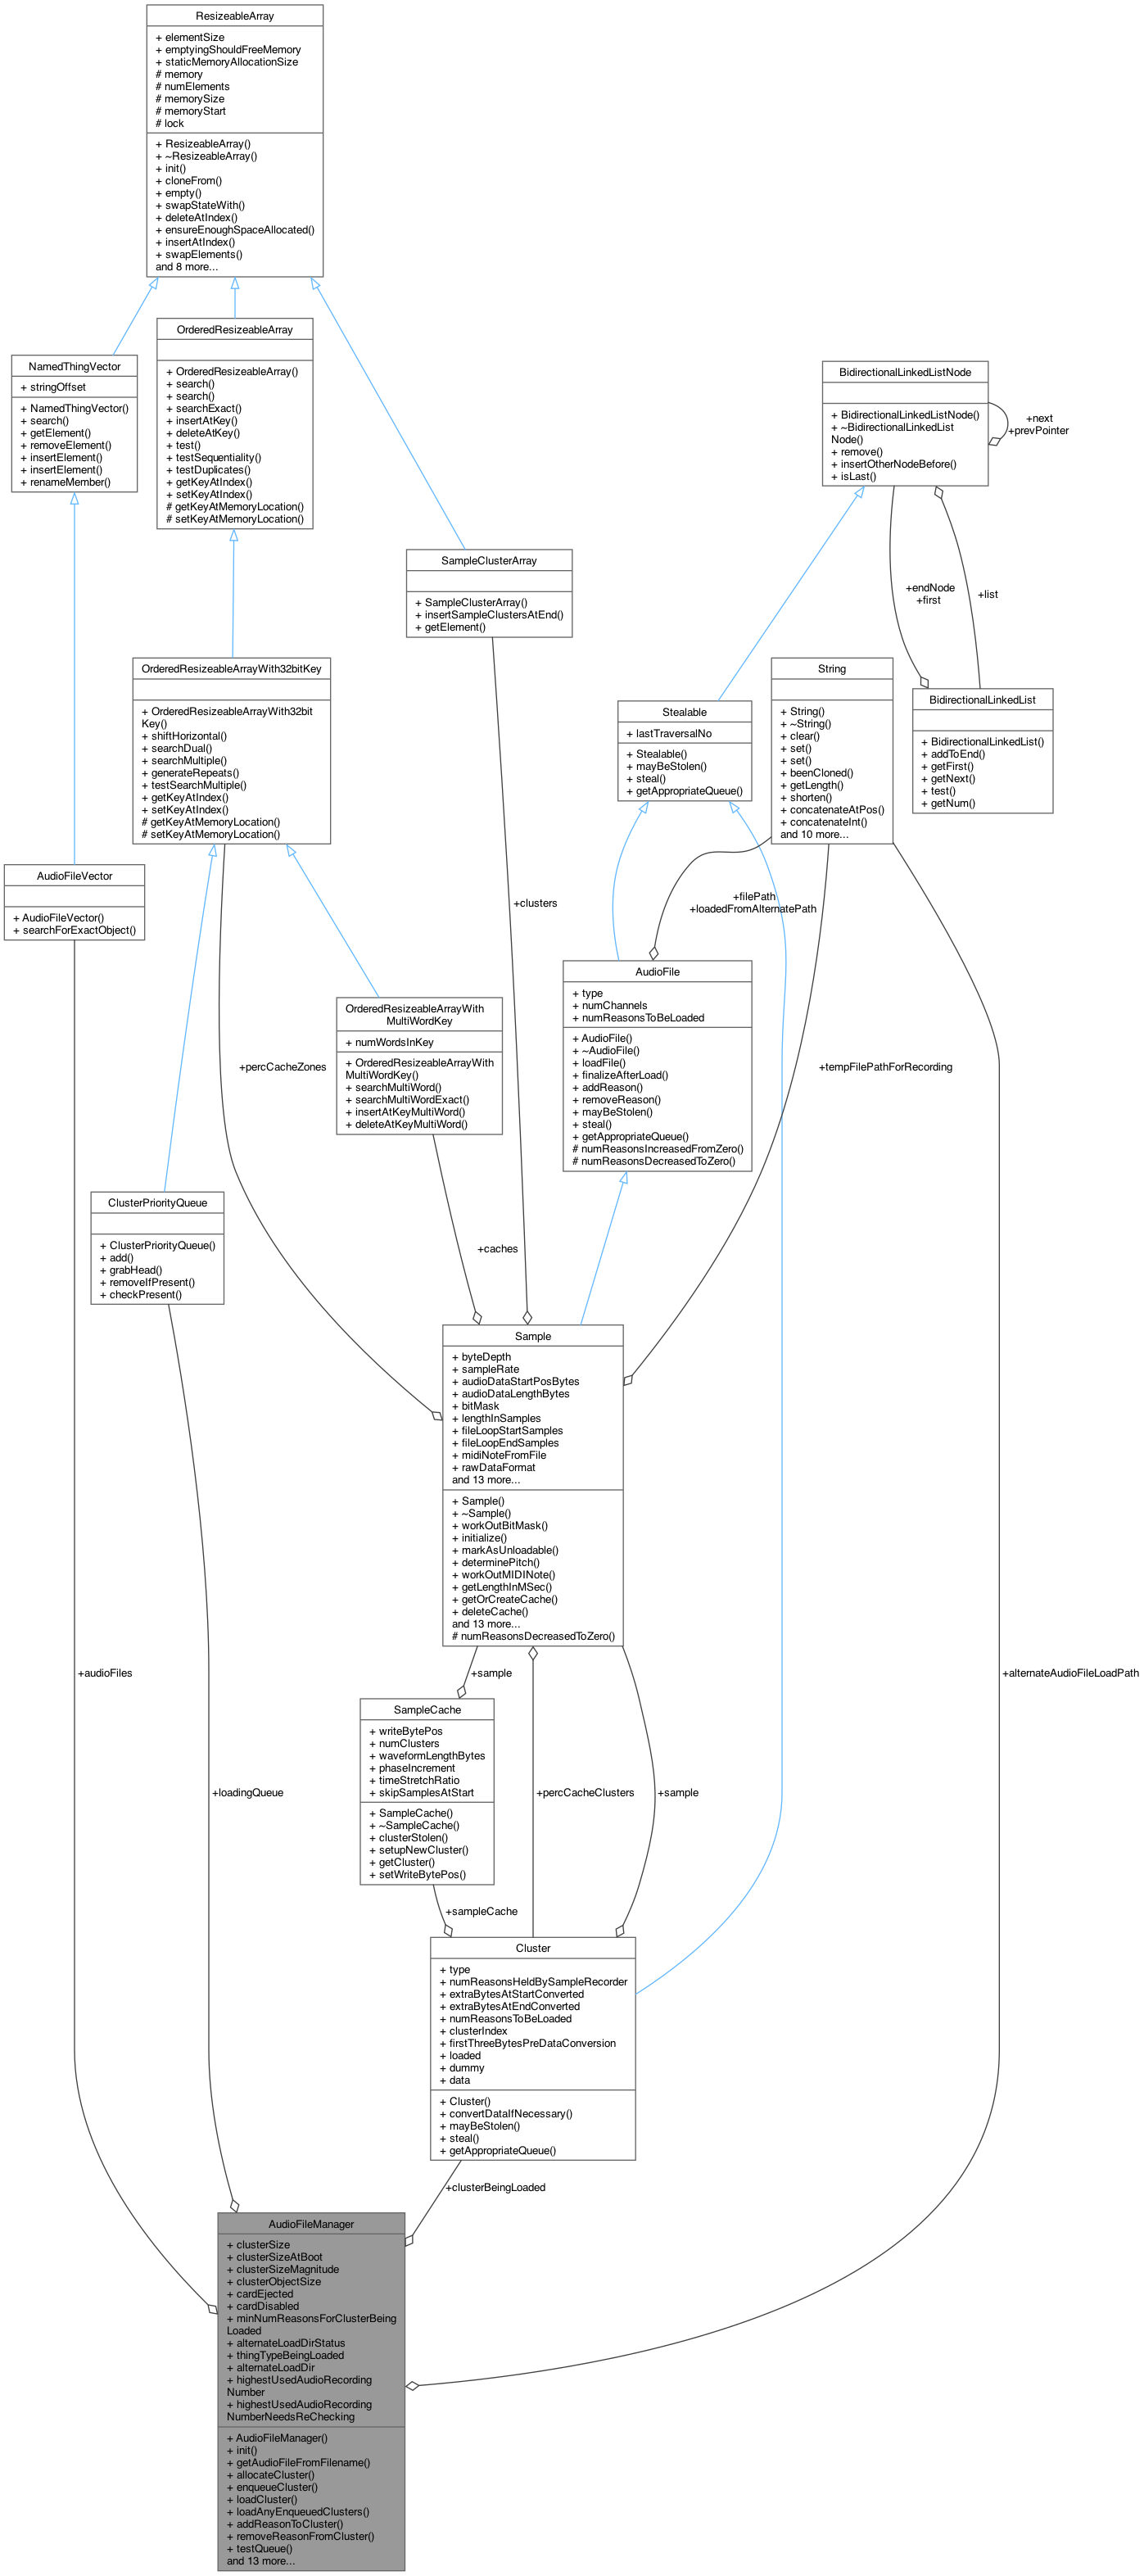 ResizeableArray
+ elementSize
+ emptyingShouldFreeMemory
+ staticMemoryAllocationSize
# memory
# numElements
# memorySize
# memoryStart
# lock
+ ResizeableArray()
+ ~ResizeableArray()
+ init()
+ cloneFrom()
+ empty()
+ swapStateWith()
+ deleteAtIndex()
+ ensureEnoughSpaceAllocated()
+ insertAtIndex()
+ swapElements()
and 8 more...
NamedThingVector
+ stringOffset
+ NamedThingVector()
+ search()
+ getElement()
+ removeElement()
+ insertElement()
+ insertElement()
+ renameMember()
OrderedResizeableArray
+ OrderedResizeableArray()
+ search()
+ search()
+ searchExact()
+ insertAtKey()
+ deleteAtKey()
+ test()
+ testSequentiality()
+ testDuplicates()
+ getKeyAtIndex()
+ setKeyAtIndex()
# getKeyAtMemoryLocation()
# setKeyAtMemoryLocation()
BidirectionalLinkedListNode
+ BidirectionalLinkedListNode()
+ ~BidirectionalLinkedList
Node()
+ remove()
+ insertOtherNodeBefore()
+ isLast()
+next
+prevPointer
SampleClusterArray
+ SampleClusterArray()
+ insertSampleClustersAtEnd()
+ getElement()
+endNode
+first
+list
OrderedResizeableArrayWith32bitKey
+ OrderedResizeableArrayWith32bit
Key()
+ shiftHorizontal()
+ searchDual()
+ searchMultiple()
+ generateRepeats()
+ testSearchMultiple()
+ getKeyAtIndex()
+ setKeyAtIndex()
# getKeyAtMemoryLocation()
# setKeyAtMemoryLocation()
Stealable
+ lastTraversalNo
+ Stealable()
+ mayBeStolen()
+ steal()
+ getAppropriateQueue()
String
+ String()
+ ~String()
+ clear()
+ set()
+ set()
+ beenCloned()
+ getLength()
+ shorten()
+ concatenateAtPos()
+ concatenateInt()
and 10 more...
BidirectionalLinkedList
+ BidirectionalLinkedList()
+ addToEnd()
+ getFirst()
+ getNext()
+ test()
+ getNum()
AudioFileVector
+ AudioFileVector()
+ searchForExactObject()
+clusters
+filePath
+loadedFromAlternatePath
AudioFile
+ type
+ numChannels
+ numReasonsToBeLoaded
+ AudioFile()
+ ~AudioFile()
+ loadFile()
+ finalizeAfterLoad()
+ addReason()
+ removeReason()
+ mayBeStolen()
+ steal()
+ getAppropriateQueue()
# numReasonsIncreasedFromZero()
# numReasonsDecreasedToZero()
OrderedResizeableArrayWith
MultiWordKey
+ numWordsInKey
+ OrderedResizeableArrayWith
MultiWordKey()
+ searchMultiWord()
+ searchMultiWordExact()
+ insertAtKeyMultiWord()
+ deleteAtKeyMultiWord()
+percCacheZones
+tempFilePathForRecording
ClusterPriorityQueue
+ ClusterPriorityQueue()
+ add()
+ grabHead()
+ removeIfPresent()
+ checkPresent()
+caches
Sample
+ byteDepth
+ sampleRate
+ audioDataStartPosBytes
+ audioDataLengthBytes
+ bitMask
+ lengthInSamples
+ fileLoopStartSamples
+ fileLoopEndSamples
+ midiNoteFromFile
+ rawDataFormat
and 13 more...
+ Sample()
+ ~Sample()
+ workOutBitMask()
+ initialize()
+ markAsUnloadable()
+ determinePitch()
+ workOutMIDINote()
+ getLengthInMSec()
+ getOrCreateCache()
+ deleteCache()
and 13 more...
# numReasonsDecreasedToZero()
+audioFiles
+sample
+alternateAudioFileLoadPath
SampleCache
+ writeBytePos
+ numClusters
+ waveformLengthBytes
+ phaseIncrement
+ timeStretchRatio
+ skipSamplesAtStart
+ SampleCache()
+ ~SampleCache()
+ clusterStolen()
+ setupNewCluster()
+ getCluster()
+ setWriteBytePos()
+loadingQueue
+percCacheClusters
+sample
+sampleCache
Cluster
+ type
+ numReasonsHeldBySampleRecorder
+ extraBytesAtStartConverted
+ extraBytesAtEndConverted
+ numReasonsToBeLoaded
+ clusterIndex
+ firstThreeBytesPreDataConversion
+ loaded
+ dummy
+ data
+ Cluster()
+ convertDataIfNecessary()
+ mayBeStolen()
+ steal()
+ getAppropriateQueue()
+clusterBeingLoaded
AudioFileManager
+ clusterSize
+ clusterSizeAtBoot
+ clusterSizeMagnitude
+ clusterObjectSize
+ cardEjected
+ cardDisabled
+ minNumReasonsForClusterBeing
Loaded
+ alternateLoadDirStatus
+ thingTypeBeingLoaded
+ alternateLoadDir
+ highestUsedAudioRecording
Number
+ highestUsedAudioRecording
NumberNeedsReChecking
+ AudioFileManager()
+ init()
+ getAudioFileFromFilename()
+ allocateCluster()
+ enqueueCluster()
+ loadCluster()
+ loadAnyEnqueuedClusters()
+ addReasonToCluster()
+ removeReasonFromCluster()
+ testQueue()
and 13 more...